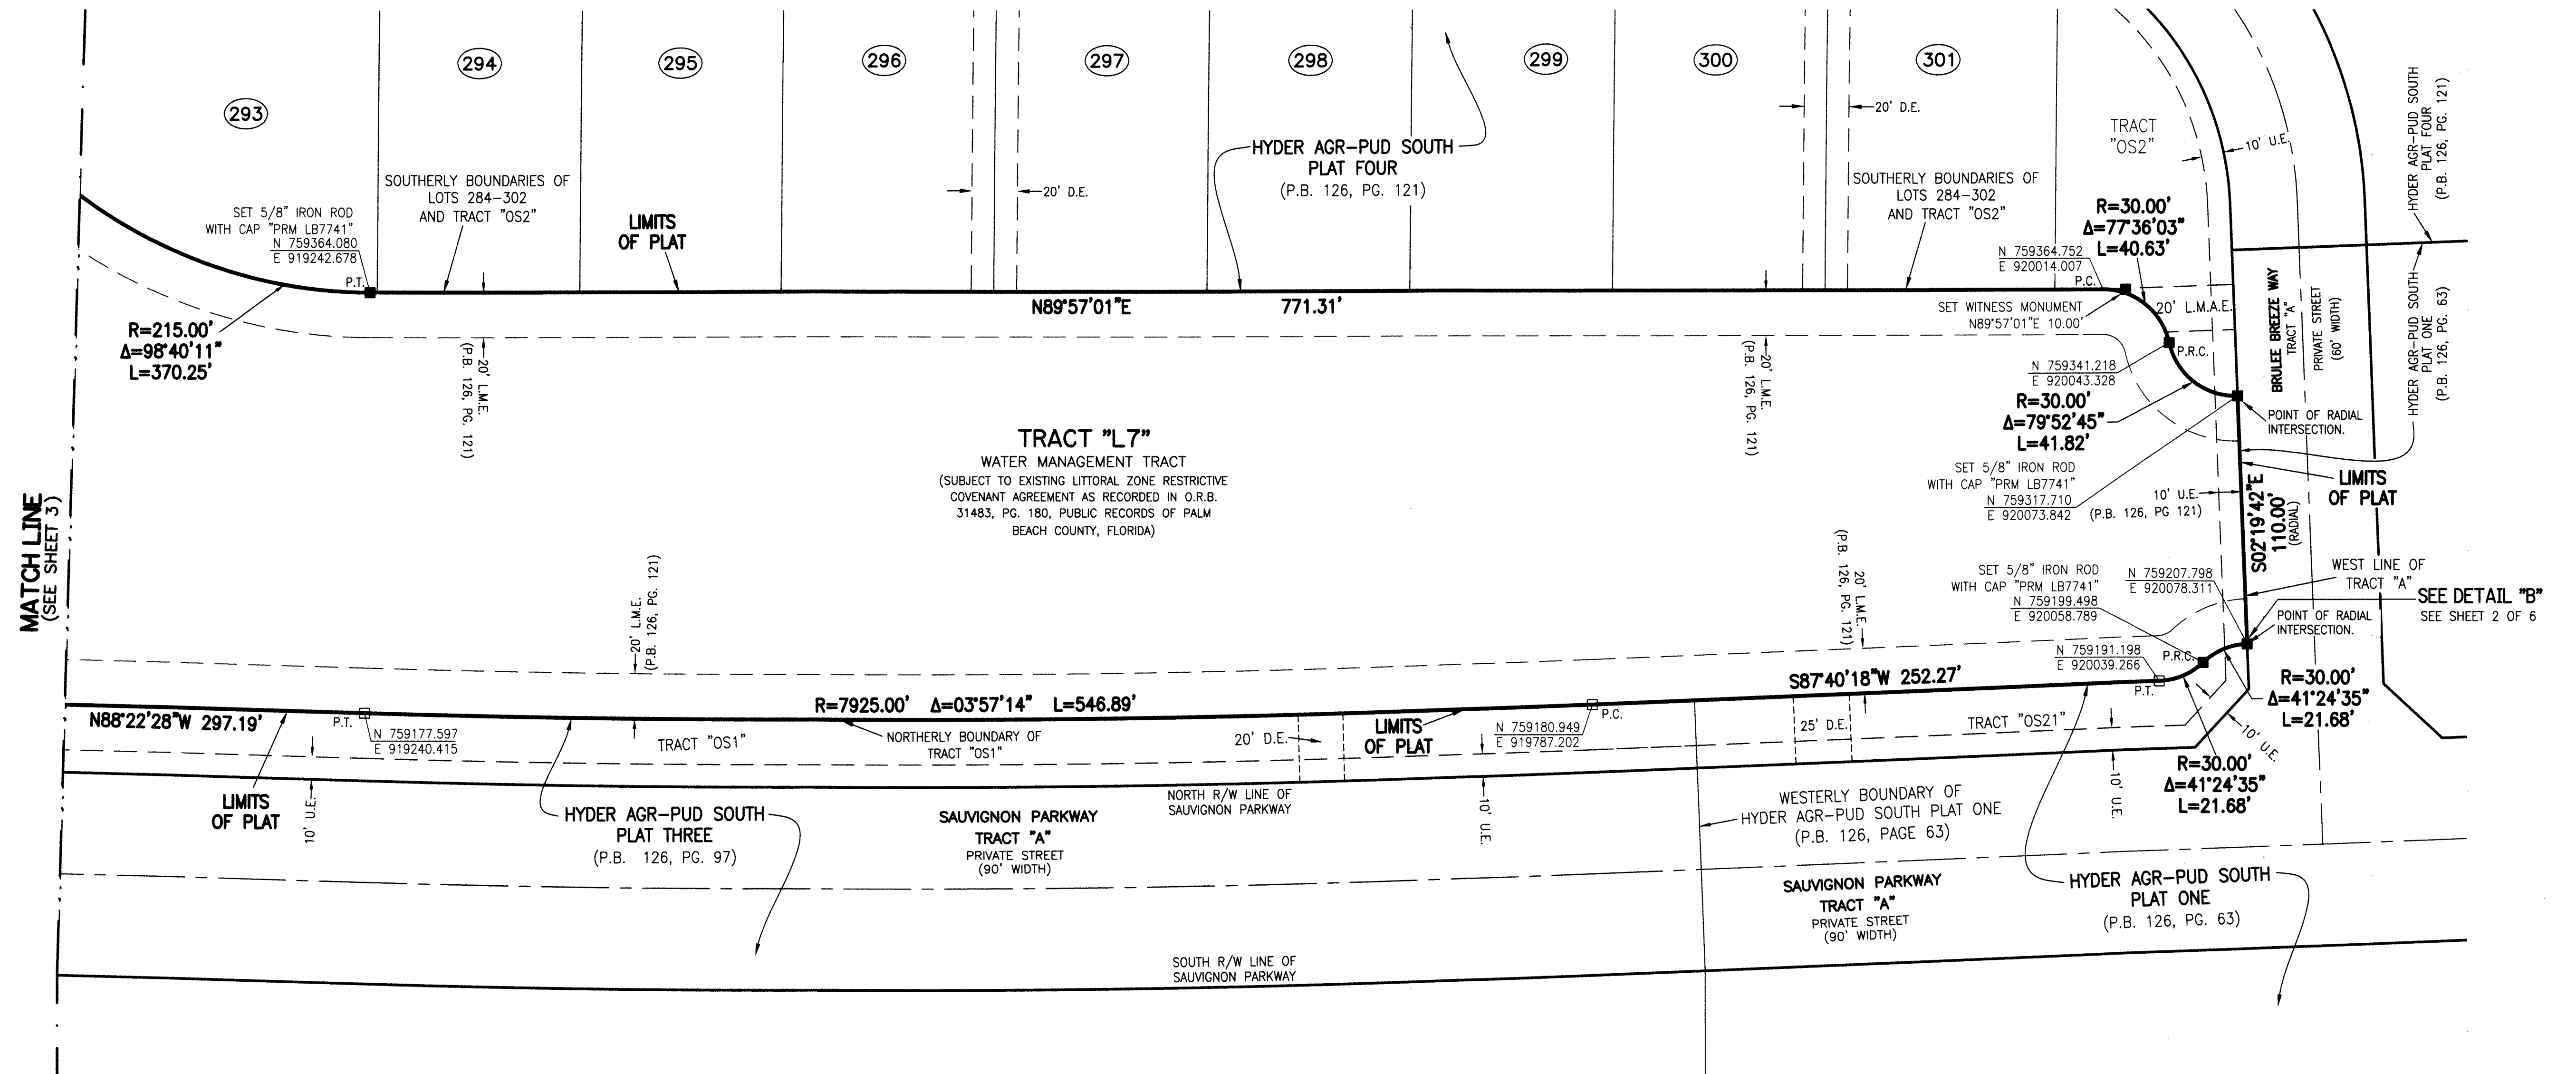 293
294
295
296
297
298
299
300
301
TRACT
"OS2"
10' U.E.
20' D.E.
20' D.E.
HYDER AGR-PUD SOUTH
PLAT FOUR
(P.B. 126, PG. 121)
HYDER AGR-PUD SOUTH
PLAT FOUR
(P.B. 126, PG. 121)
SOUTHERLY BOUNDARIES OF
LOTS 284-302
AND TRACT "OS2"
SET 5/8" IRON ROD
WITH CAP "PRM LB7741"
N 759364.080
E 919242.678
P.T.
LIMITS
OF PLAT
SOUTHERLY BOUNDARIES OF
LOTS 284-302
AND TRACT "OS2"
R=30.00'
Δ=77°36'03"
L=40.63'
N 759364.752
E 920014.007
P.C.
N89°57'01"E 771.31'
SET WITNESS MONUMENT
N89°57'01"E 10.00'
20' L.M.A.E.
BRULEE BREEZE WAY
TRACT "A"
PRIVATE STREET
(60' WIDTH)
HYDER AGR-PUD SOUTH
PLAT ONE
(P.B. 126, PG. 63)
R=215.00'
Δ=98°40'11"
L=370.25'
20' L.M.E.
(P.B. 126, PG. 121)
20' L.M.E.
(P.B. 126, PG. 121)
P.R.C.
N 759341.218
E 920043.328
R=30.00'
Δ=79°52'45"
L=41.82'
POINT OF RADIAL
INTERSECTION.
TRACT "L7"
WATER MANAGEMENT TRACT
(SUBJECT TO EXISTING LITTORAL ZONE RESTRICTIVE
COVENANT AGREEMENT AS RECORDED IN O.R.B.
31483, PG. 180, PUBLIC RECORDS OF PALM
BEACH COUNTY, FLORIDA)
SET 5/8" IRON ROD
WITH CAP "PRM LB7741"
N 759317.710
E 920073.842
10' U.E.
(P.B. 126, PG 121)
LIMITS
OF PLAT
S02°19'42"E
110.00'
(RADIAL)
MATCH LINE
(SEE SHEET 3)
20' L.M.E.
(P.B. 126, PG. 121)
20' L.M.E.
(P.B. 126, PG. 121)
SET 5/8" IRON ROD
WITH CAP "PRM LB7741"
N 759199.498
E 920058.789
N 759207.798
E 920078.311
WEST LINE OF
TRACT "A"
SEE DETAIL "B"
SEE SHEET 2 OF 6
POINT OF RADIAL
INTERSECTION.
N 759191.198
E 920039.266
P.R.C.
P.T.
S87°40'18"W 252.27'
R=30.00'
Δ=41°24'35"
L=21.68'
N88°22'28"W 297.19'
P.T.
N 759177.597
E 919240.415
R=7925.00' Δ=03°57'14" L=546.89'
NORTHERLY BOUNDARY OF
TRACT "OS1"
TRACT "OS1"
20' D.E.
LIMITS
OF PLAT
N 759180.949
E 919787.202
P.C.
25' D.E.
TRACT "OS21"
10' U.E.
R=30.00'
Δ=41°24'35"
L=21.68'
LIMITS
OF PLAT
10' U.E.
HYDER AGR-PUD SOUTH
PLAT THREE
(P.B. 126, PG. 97)
SAUVIGNON PARKWAY
TRACT "A"
PRIVATE STREET
(90' WIDTH)
NORTH R/W LINE OF
SAUVIGNON PARKWAY
10' U.E.
WESTERLY BOUNDARY OF
HYDER AGR-PUD SOUTH PLAT ONE
(P.B. 126, PAGE 63)
10' U.E.
SAUVIGNON PARKWAY
TRACT "A"
PRIVATE STREET
(90' WIDTH)
HYDER AGR-PUD SOUTH
PLAT ONE
(P.B. 126, PG. 63)
SOUTH R/W LINE OF
SAUVIGNON PARKWAY